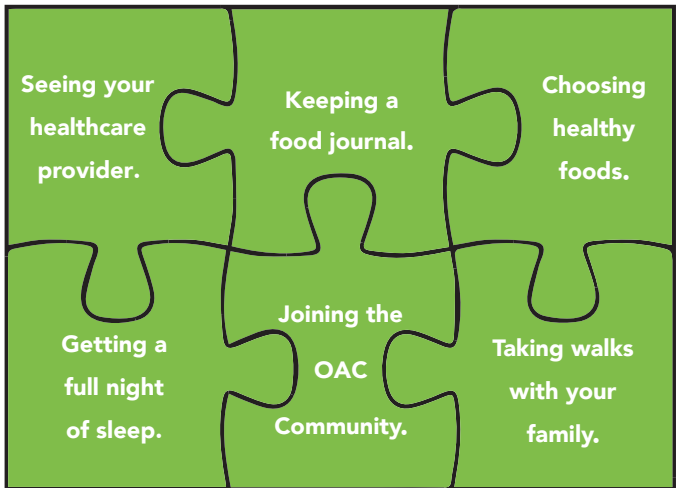 Seeing your
healthcare
provider.
Keeping a
food journal.
Choosing
healthy
foods.
Getting a
full night
of sleep.
Joining the
OAC
Community.
Taking walks
with your
family.